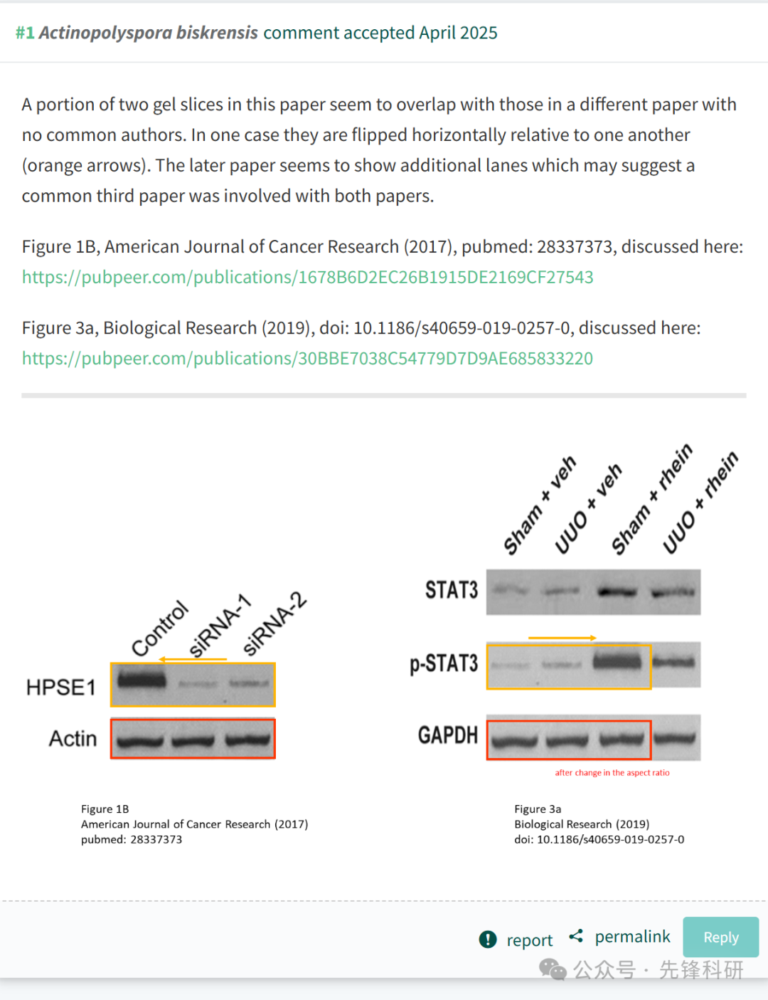 #1 Actinopolyspora biskrensis comment accepted April 2025
A portion of two gel slices in this paper seem to overlap with those in a different paper with
no common authors. In one case they are flipped horizontally relative to one another
(orange arrows). The later paper seems to show additional lanes which may suggest a
common third paper was involved with both papers.
Figure 1B, American Journal of Cancer Research (2017), pubmed: 28337373, discussed here:
https://pubpeer.com/publications/1678B6D2EC26B1915DE2169CF27543
Figure 3a, Biological Research (2019), doi: 10.1186/s40659-019-0257-0, discussed here:
https://pubpeer.com/publications/30BBE7038C54779D7D9AE685833220
Control
siRNA-1
siRNA-2
HPSE1
Actin
Sham + veh
UUO + veh
Sham + rhein
UUO + rhein
STAT3
p-STAT3
GAPDH
after change in the aspect ratio
Figure 1B
American Journal of Cancer Research (2017)
pubmed: 28337373
Figure 3a
Biological Research (2019)
doi: 10.1186/s40659-019-0257-0
report
permalink
Reply
公众号 · 先锋科研